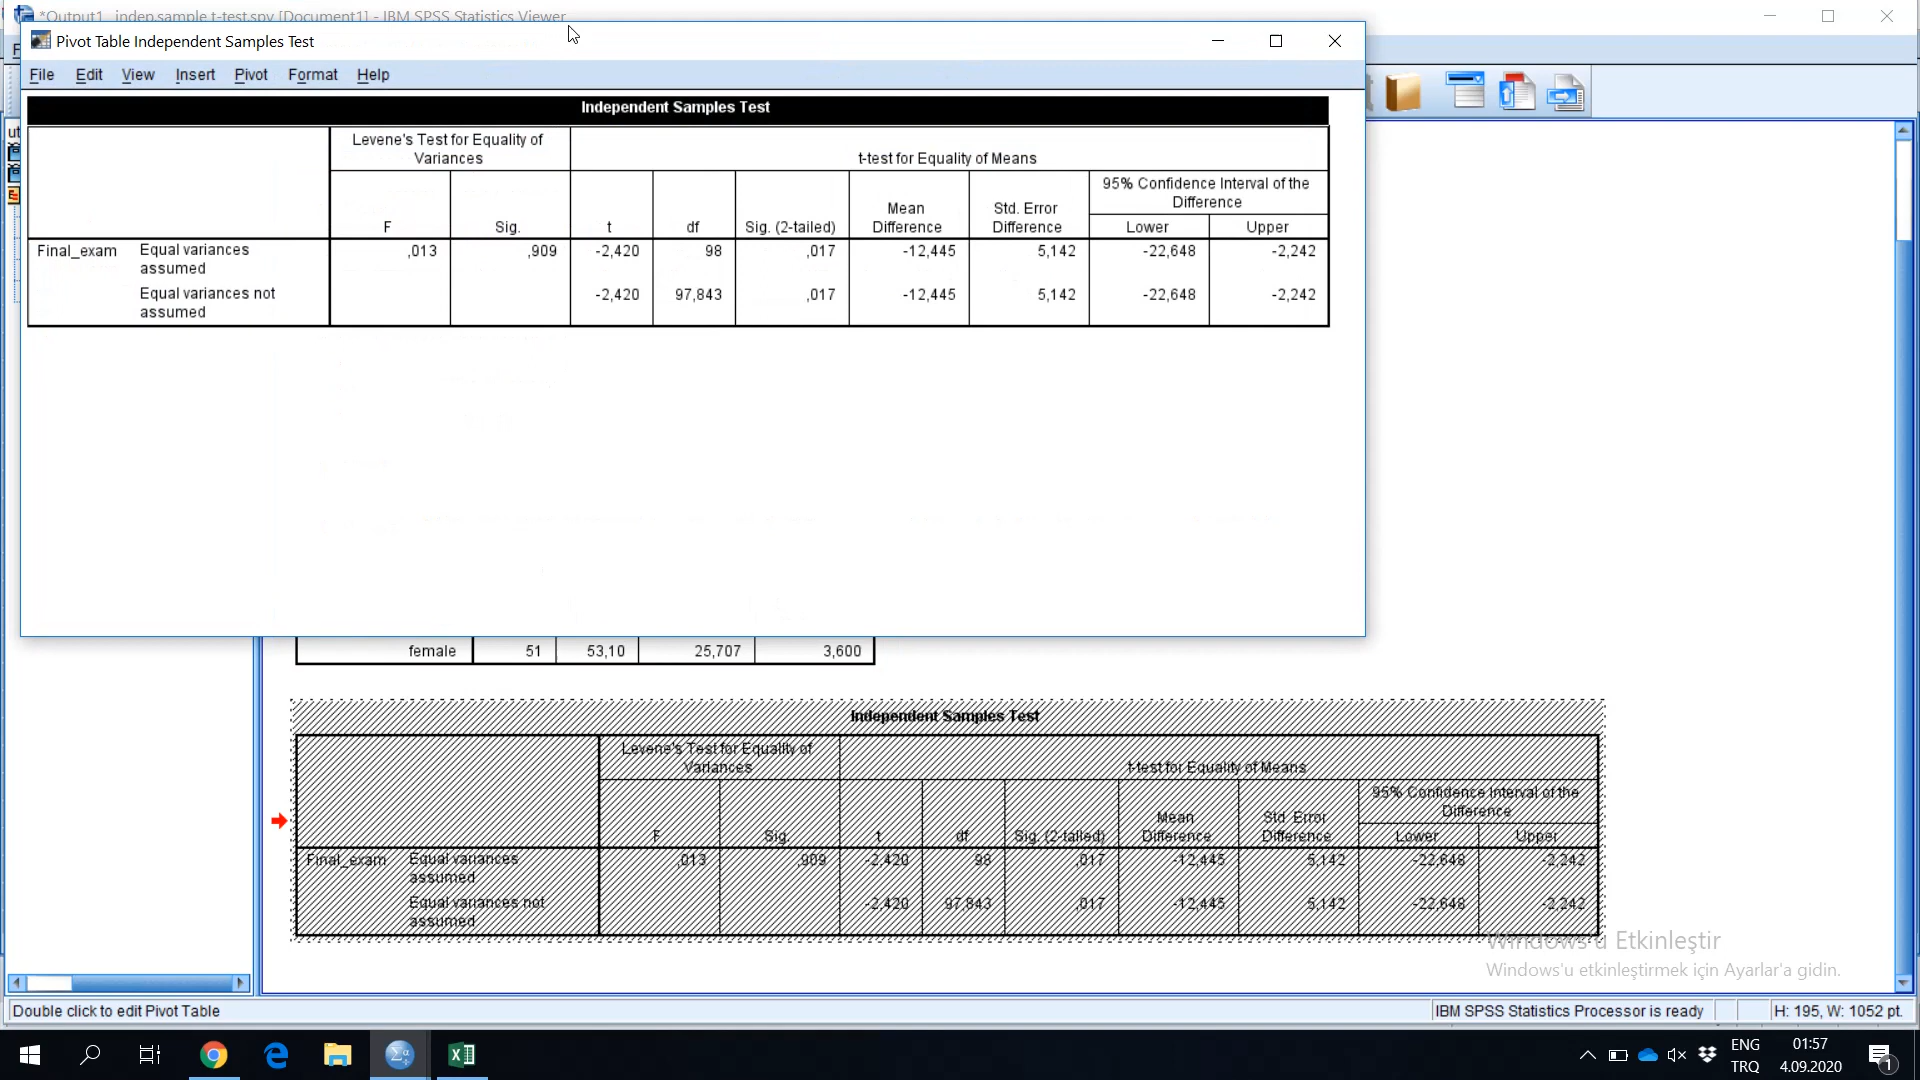 *Output1_ indep.sample t-test.spv [Document1] - IBM SPSS Statistics Viewer
Pivot Table Independent Samples Test
File Edit View Insert Pivot Format Help
Independent Samples Test
Levene's Test for Equality of Variances
t-test for Equality of Means
95% Confidence Interval of the Difference
F Sig. t df Sig. (2-tailed) Mean Difference Std. Error Difference Lower Upper
Final_exam Equal variances assumed ,013 ,909 -2,420 98 ,017 -12,445 5,142 -22,648 -2,242
Equal variances not assumed -2,420 97,843 ,017 -12,445 5,142 -22,648 -2,242
female 51 53,10 25,707 3,600
Independent Samples Test
Levene's Test for Equality of Variances
t-test for Equality of Means
95% Confidence Interval of the Difference
F Sig. t df Sig. (2-tailed) Mean Difference Std. Error Difference Lower Upper
Final_exam Equal variances assumed ,013 ,909 -2,420 98 ,017 -12,445 5,142 -22,648 -2,242
Equal variances not assumed -2,420 97,843 ,017 -12,445 5,142 -22,648 -2,242
Windows'u Etkinleştir
Windows'u etkinleştirmek için Ayarlar'a gidin.
Double click to edit Pivot Table
IBM SPSS Statistics Processor is ready
H: 195, W: 1052 pt.
ENG
TRQ
01:57
4.09.2020
1